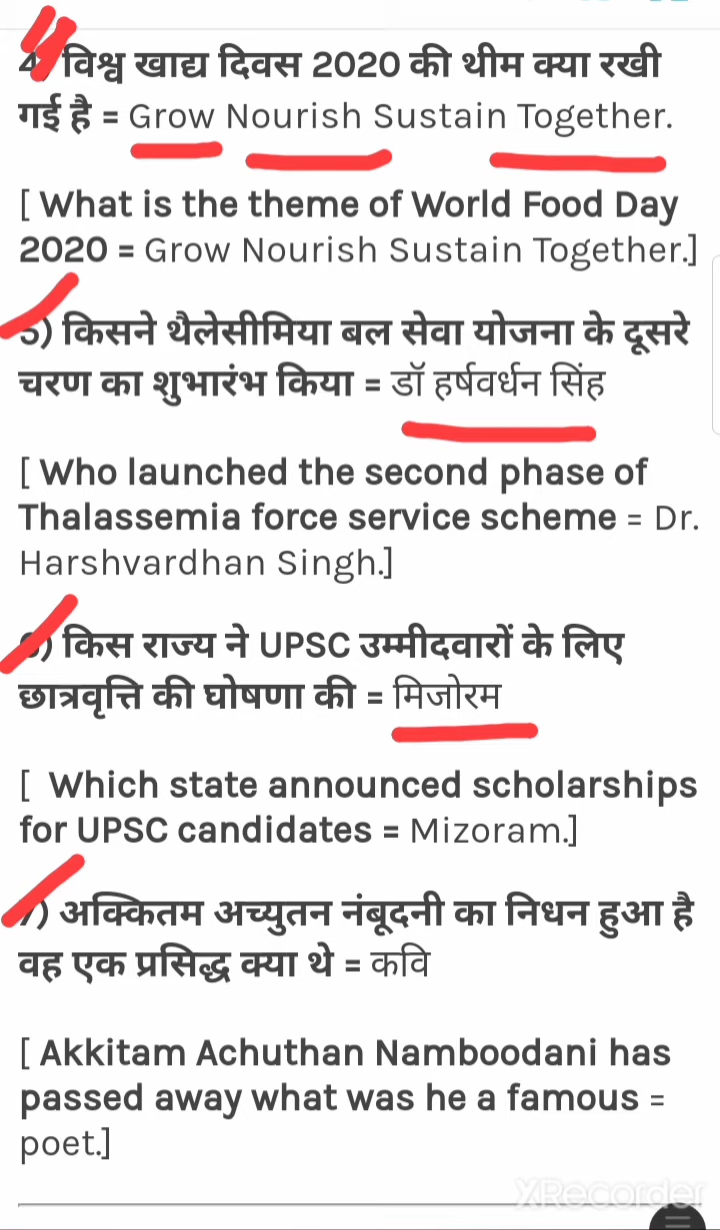 4) विश्व खाद्य दिवस 2020 की थीम क्या रखी
गई है = Grow Nourish Sustain Together.
[ What is the theme of World Food Day
2020 = Grow Nourish Sustain Together.]
5) किसने थैलेसीमिया बल सेवा योजना के दूसरे
चरण का शुभारंभ किया = डॉ हर्षवर्धन सिंह
[ Who launched the second phase of
Thalassemia force service scheme = Dr.
Harshvardhan Singh.]
6) किस राज्य ने UPSC उम्मीदवारों के लिए
छात्रवृत्ति की घोषणा की = मिजोरम
[ Which state announced scholarships
for UPSC candidates = Mizoram.]
7) अक्कितम अच्युतन नंबूदनी का निधन हुआ है
वह एक प्रसिद्ध क्या थे = कवि
[ Akkitam Achuthan Namboodani has
passed away what was he a famous =
poet.]
XRecorder